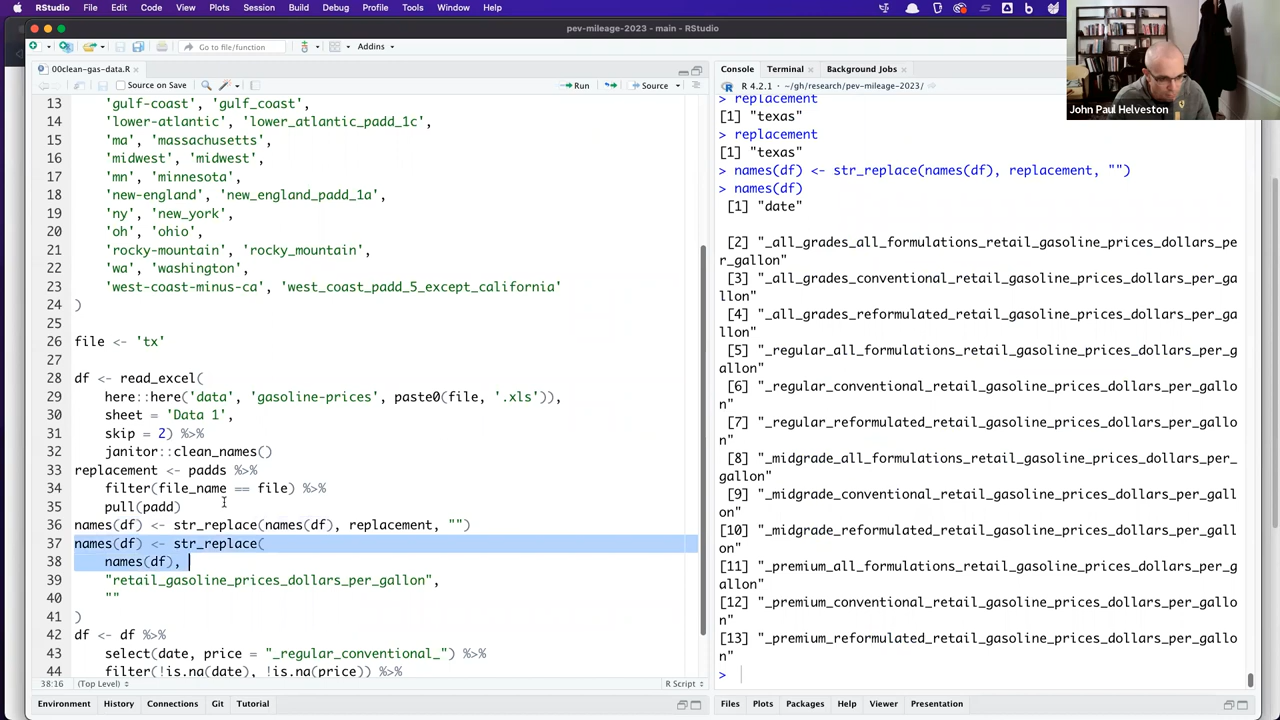 RStudio File Edit Code View Plots Session Build Debug Profile Tools Window Help
pev-mileage-2023 - main - RStudio
Go to file/function
Addins
00clean-gas-data.R
Source on Save
Run
Source
13 'gulf-coast', 'gulf_coast',
14 'lower-atlantic', 'lower_atlantic_padd_1c',
15 'ma', 'massachusetts',
16 'midwest', 'midwest',
17 'mn', 'minnesota',
18 'new-england', 'new_england_padd_1a',
19 'ny', 'new_york',
20 'oh', 'ohio',
21 'rocky-mountain', 'rocky_mountain',
22 'wa', 'washington',
23 'west-coast-minus-ca', 'west_coast_padd_5_except_california'
24 )
25
26 file <- 'tx'
27
28 df <- read_excel(
29 here::here('data', 'gasoline-prices', paste0(file, '.xls')),
30 sheet = 'Data 1',
31 skip = 2) %>%
32 janitor::clean_names()
33 replacement <- padds %>%
34 filter(file_name == file) %>%
35 pull(padd)
36 names(df) <- str_replace(names(df), replacement, "")
37 names(df) <- str_replace(
38 names(df),
39 "retail_gasoline_prices_dollars_per_gallon",
40 ""
41 )
42 df <- df %>%
43 select(date, price = "_regular_conventional_") %>%
44 filter(!is.na(date), !is.na(price)) %>%
38:16 (Top Level) R Script
Environment History Connections Git Tutorial
Console Terminal Background Jobs
R 4.2.1 · ~/gh/research/pev-mileage-2023/
> replacement
[1] "texas"
> replacement
[1] "texas"
> names(df) <- str_replace(names(df), replacement, "")
> names(df)
[1] "date"
[2] "_all_grades_all_formulations_retail_gasoline_prices_dollars_pe
r_gallon"
[3] "_all_grades_conventional_retail_gasoline_prices_dollars_per_ga
llon"
[4] "_all_grades_reformulated_retail_gasoline_prices_dollars_per_ga
llon"
[5] "_regular_all_formulations_retail_gasoline_prices_dollars_per_g
allon"
[6] "_regular_conventional_retail_gasoline_prices_dollars_per_gallo
n"
[7] "_regular_reformulated_retail_gasoline_prices_dollars_per_gallo
n"
[8] "_midgrade_all_formulations_retail_gasoline_prices_dollars_per_
gallon"
[9] "_midgrade_conventional_retail_gasoline_prices_dollars_per_gall
on"
[10] "_midgrade_reformulated_retail_gasoline_prices_dollars_per_gall
on"
[11] "_premium_all_formulations_retail_gasoline_prices_dollars_per_g
allon"
[12] "_premium_conventional_retail_gasoline_prices_dollars_per_gallo
n"
[13] "_premium_reformulated_retail_gasoline_prices_dollars_per_gallo
n"
>
Files Plots Packages Help Viewer Presentation
John Paul Helveston